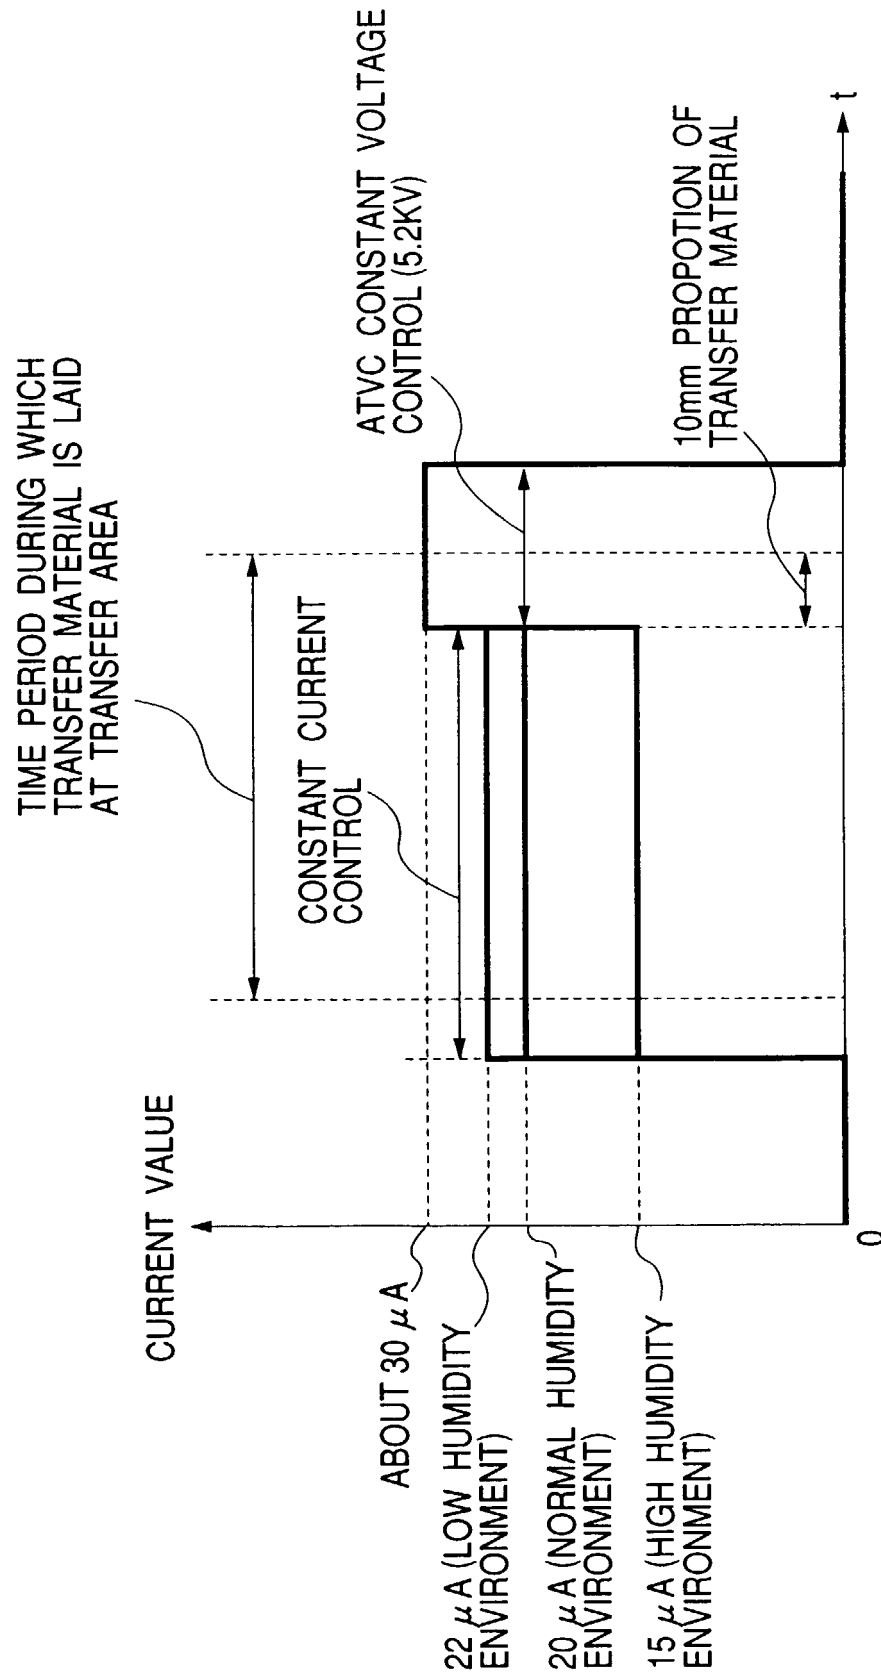 CURRENT VALUE
TIME PERIOD DURING WHICH
TRANSFER MATERIAL IS LAID
AT TRANSFER AREA
CONSTANT CURRENT
CONTROL
ATVC CONSTANT VOLTAGE
CONTROL (5.2KV)
10mm PROPOTION OF
TRANSFER MATERIAL
ABOUT 30 μA
22 μA (LOW HUMIDITY
ENVIRONMENT)
20 μA (NORMAL HUMIDITY
ENVIRONMENT)
15 μA (HIGH HUMIDITY
ENVIRONMENT)
0
t